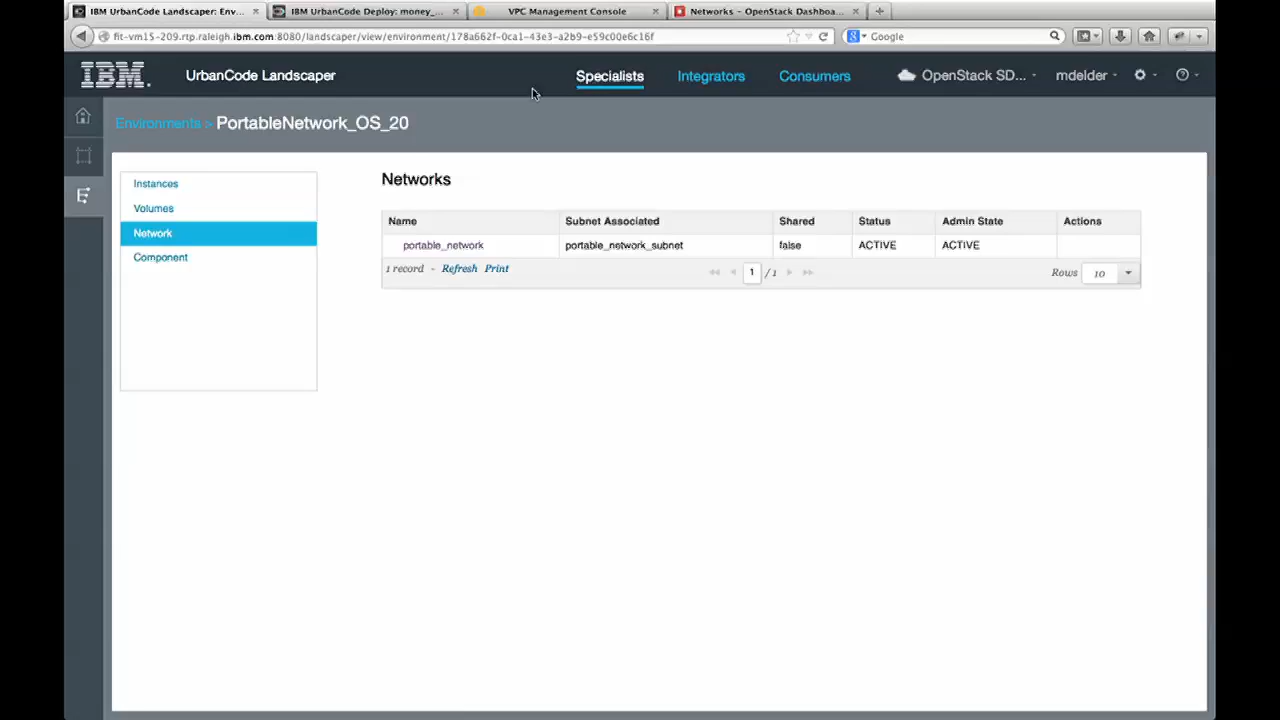 IBM UrbanCode Landscaper: Env... IBM UrbanCode Deploy: money_... VPC Management Console Networks - OpenStack Dashboa...
fit-vm15-209.rtp.raleigh.ibm.com:8080/landscaper/view/environment/178a662f-0ca1-43e3-a2b9-e59c00e6c16f Google
IBM. UrbanCode Landscaper Specialists Integrators Consumers OpenStack SD... mdelder
Environments > PortableNetwork_OS_20
Instances
Volumes
Network
Component
Networks
Name Subnet Associated Shared Status Admin State Actions
portable_network portable_network_subnet false ACTIVE ACTIVE
1 record - Refresh Print 1 / 1 Rows 10